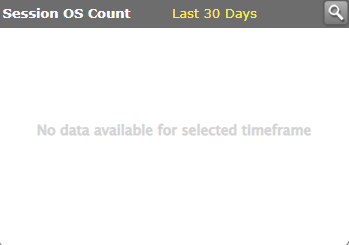 Session OS Count Last 30 Days
No data available for selected timeframe